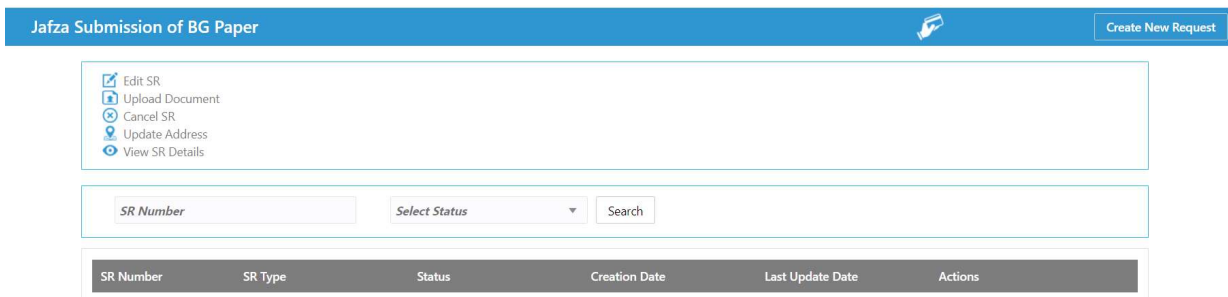 Jafza Submission of BG Paper Create New Request
Edit SR
Upload Document
Cancel SR
Update Address
View SR Details
SR Number Select Status Search
SR Number SR Type Status Creation Date Last Update Date Actions